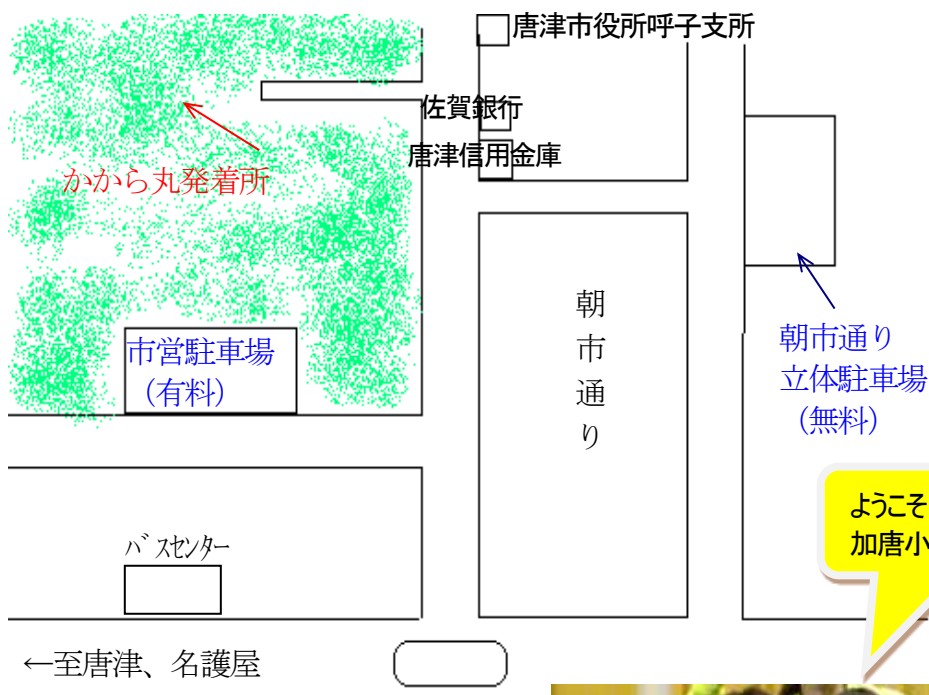 唐津市役所呼子支所
佐賀銀行
唐津信用金庫
かから丸発着所
朝市通り
市営駐車場
（有料）
朝市通り
立体駐車場
（無料）
ようこそ
加唐小
バスセンター
←至唐津、名護屋